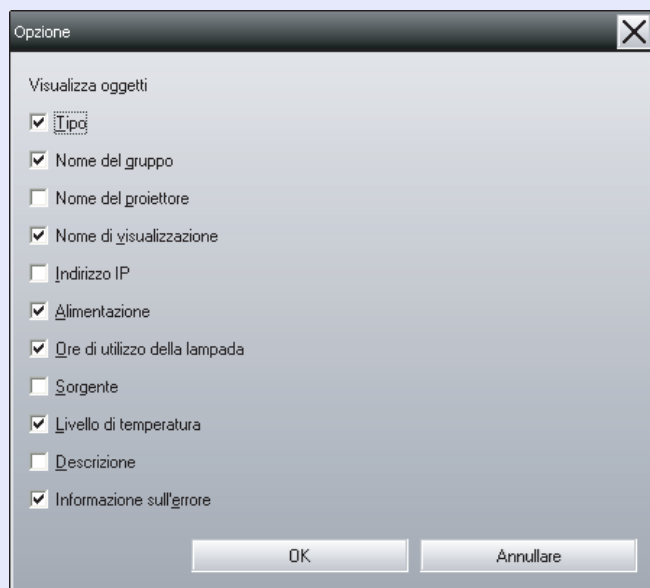 Opzione
Visualizza oggetti
Tipo
Nome del gruppo
Nome del proiettore
Nome di visualizzazione
Indirizzo IP
Alimentazione
Ore di utilizzo della lampada
Sorgente
Livello di temperatura
Descrizione
Informazione sull'errore
OK Annullare